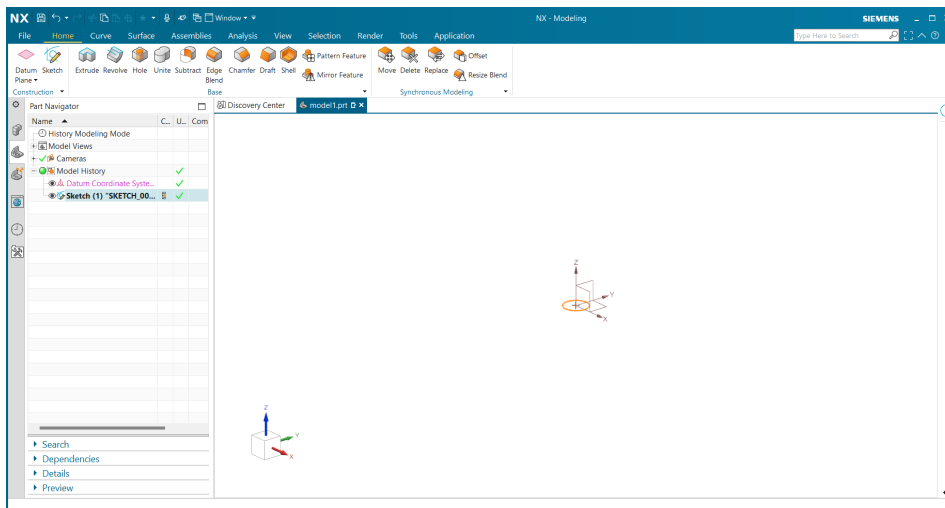 NX Window NX - Modeling SIEMENS
File Home Curve Surface Assemblies Analysis View Selection Render Tools Application Type Here to Search
Datum Plane Sketch Extrude Revolve Hole Unite Subtract Edge Blend Chamfer Draft Shell Pattern Feature Mirror Feature Move Delete Replace Offset Resize Blend
Construction Base Synchronous Modeling
Part Navigator Discovery Center model1.prt
Name C... U... Com
History Modeling Mode
Model Views
Cameras
Model History
Datum Coordinate Syste...
Sketch (1) "SKETCH_00...
Z
Y
X
Z
Y
X
Search
Dependencies
Details
Preview